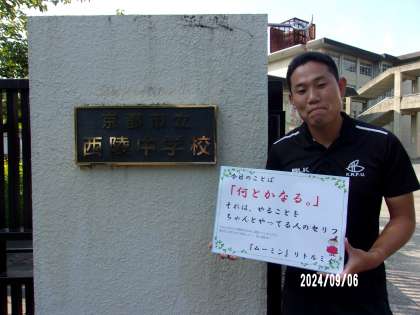 京都市立
西陵中学校
今日のことば
「何とかなる。」
それは、やることを
ちゃんとやってる人のセリフ
『ムーミン』リトルミイ
K.K.P.U.
2024/09/06